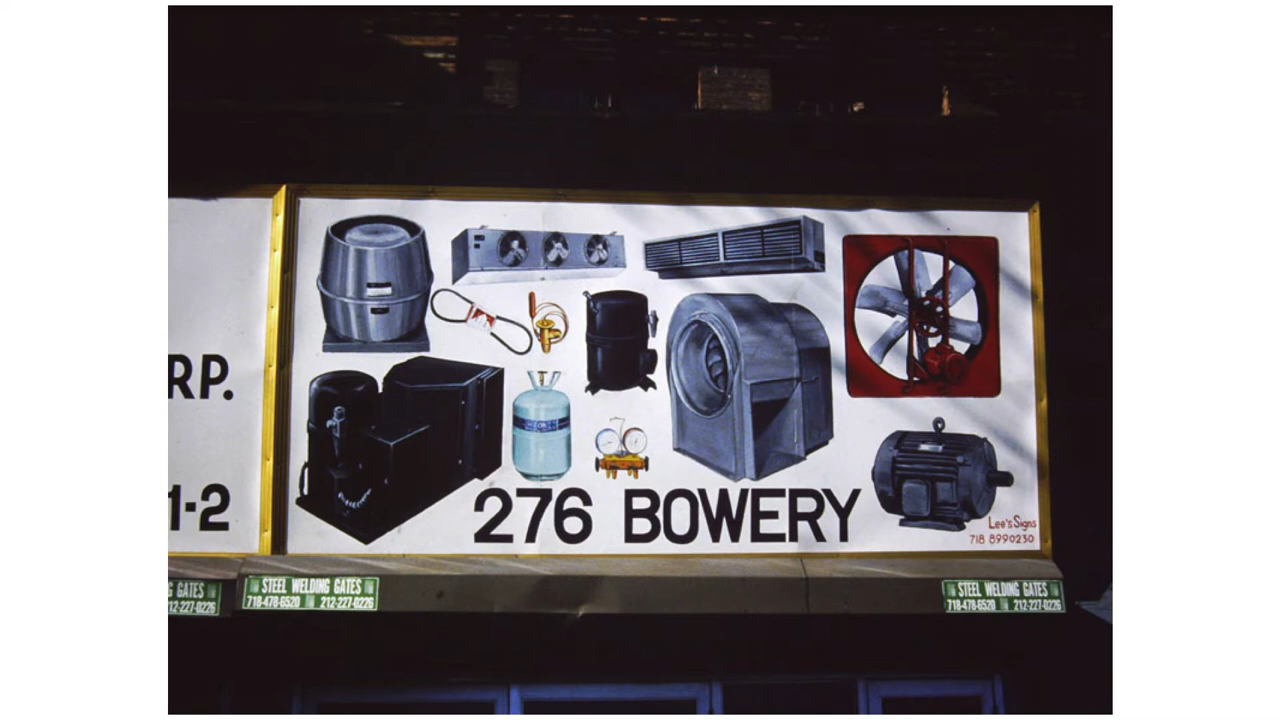 RP.
1-2
276 BOWERY
Lee's Signs
718 8990230
G GATES
212-227-0226
STEEL WELDING GATES
718-478-6520 212-227-0226
STEEL WELDING GATES
718-478-6520 212-227-0226